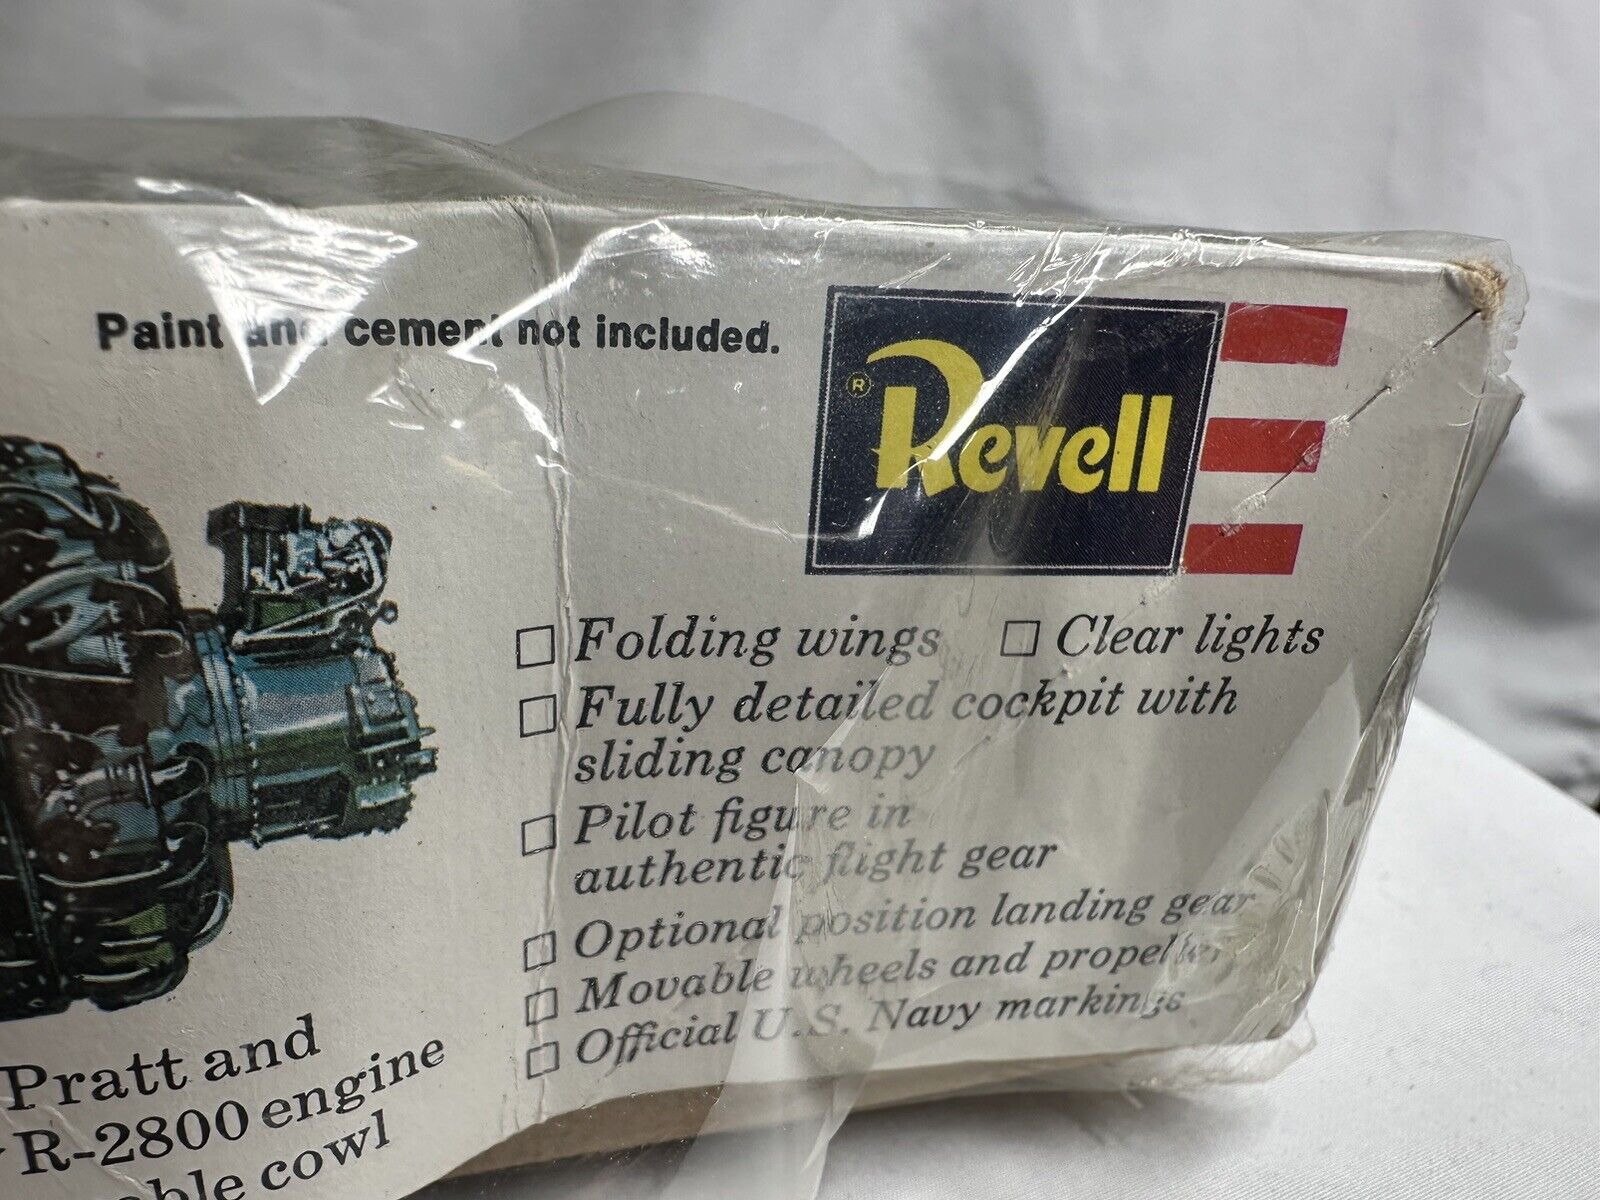 Paint and cement not included.
® Revell
☐ Folding wings ☐ Clear lights
☐ Fully detailed cockpit with
sliding canopy
☐ Pilot figure in
authentic flight gear
☐ Optional position landing gear
☐ Movable wheels and propeller
☐ Official U.S. Navy markings
Pratt and
R-2800 engine
cowl